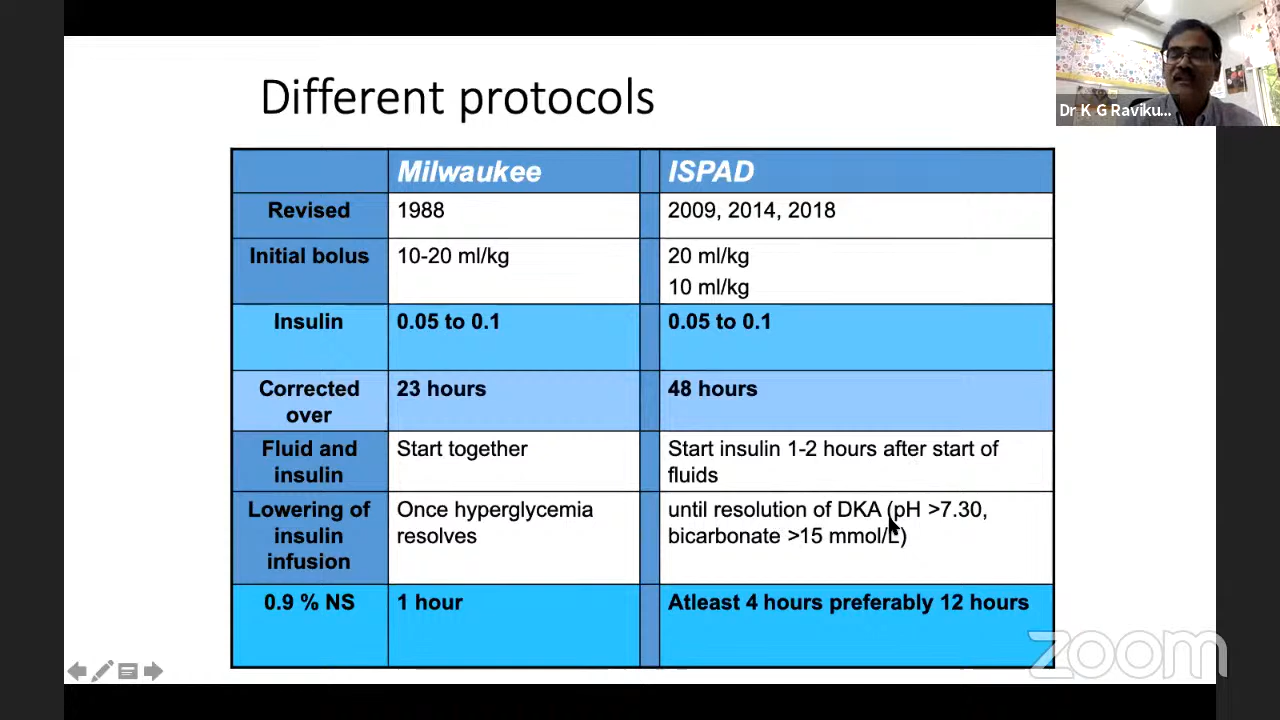 Different protocols
Dr K G Raviku...
Milwaukee ISPAD
Revised 1988 2009, 2014, 2018
Initial bolus 10-20 ml/kg 20 ml/kg
10 ml/kg
Insulin 0.05 to 0.1 0.05 to 0.1
Corrected 23 hours 48 hours
over
Fluid and Start together Start insulin 1-2 hours after start of
insulin fluids
Lowering of Once hyperglycemia until resolution of DKA (pH >7.30,
insulin resolves bicarbonate >15 mmol/L)
infusion
0.9 % NS 1 hour Atleast 4 hours preferably 12 hours
zoom